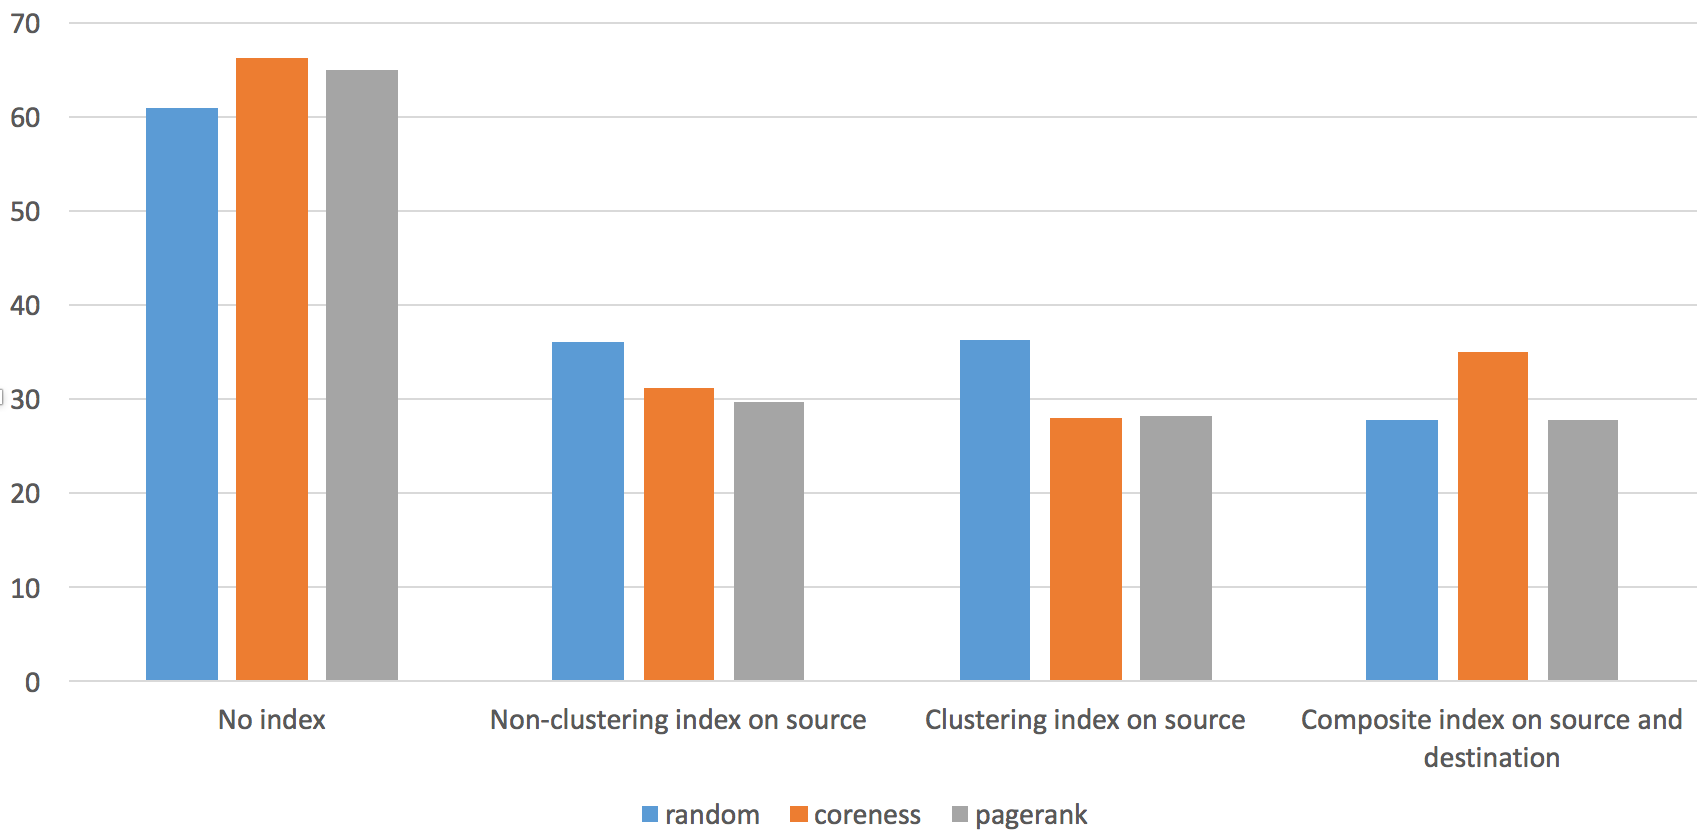 70
60
50
40
30
20
10
0
No index
Non-clustering index on source
Clustering index on source
Composite index on source and
destination
random coreness pagerank